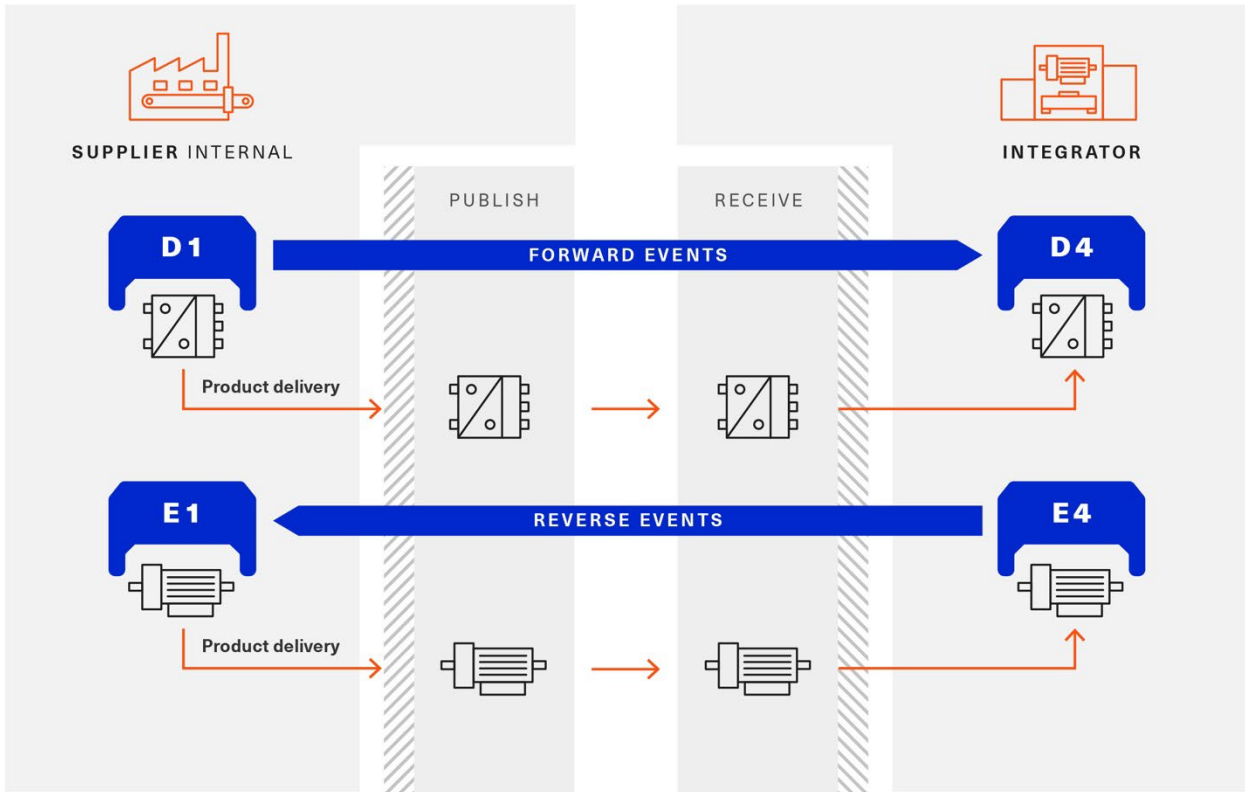 SUPPLIER INTERNAL
INTEGRATOR
PUBLISH
RECEIVE
D1
FORWARD EVENTS
D4
Product delivery
E1
REVERSE EVENTS
E4
Product delivery